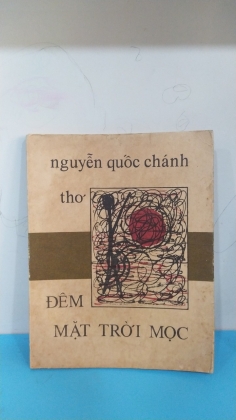 nguyễn quốc chánh
thơ
ĐÊM
MẶT TRỜI MỌC